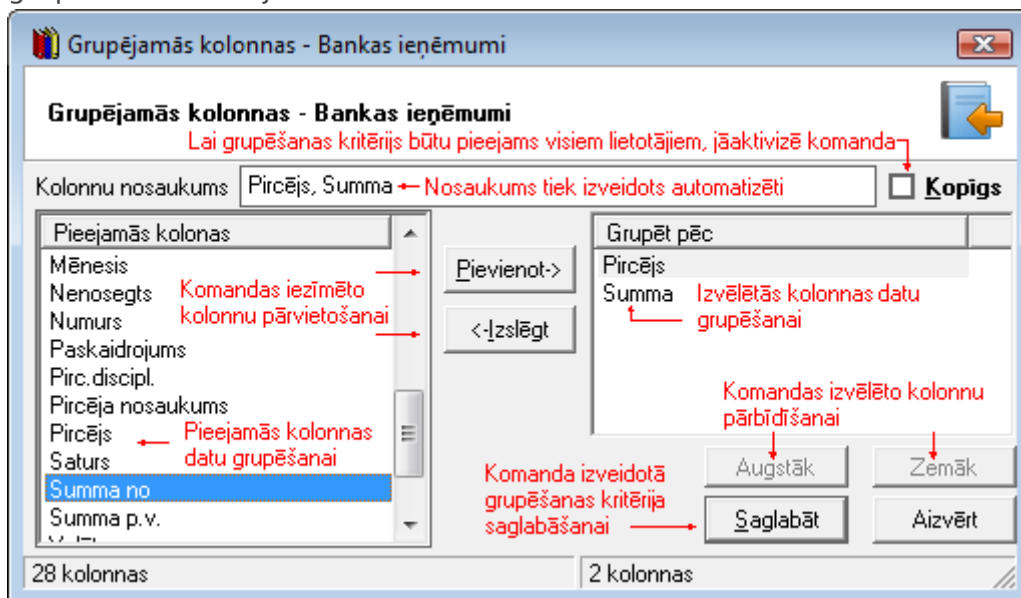 Grupējamās kolonnas - Bankas ieņēmumi
Grupējamās kolonnas - Bankas ieņēmumi
Lai grupēšanas kritērijs būtu pieejams visiem lietotājiem, jāaktivizē komanda
Kolonnu nosaukums
Pircējs, Summa
Nosaukums tiek izveidots automatizēti
Kopīgs
Pieejamās kolonas
Mēnesis
Nenosegts
Numurs
Paskaidrojums
Pirc.discipl.
Pircēja nosaukums
Pircējs
Saturs
Summa no
Summa p.v.
Komandas iezīmēto
kolonnu pārvietošanai
Pieejamās kolonnas
datu grupēšanai
Pievienot->
<-Izslēgt
Grupēt pēc
Pircējs
Summa
Izvēlētās kolonnas datu
grupēšanai
Komandas izvēlēto kolonnu
pārbīdīšanai
Augstāk
Zemāk
Komanda izveidotā
grupēšanas kritērija
saglabāšanai
Saglabāt
Aizvērt
28 kolonnas
2 kolonnas